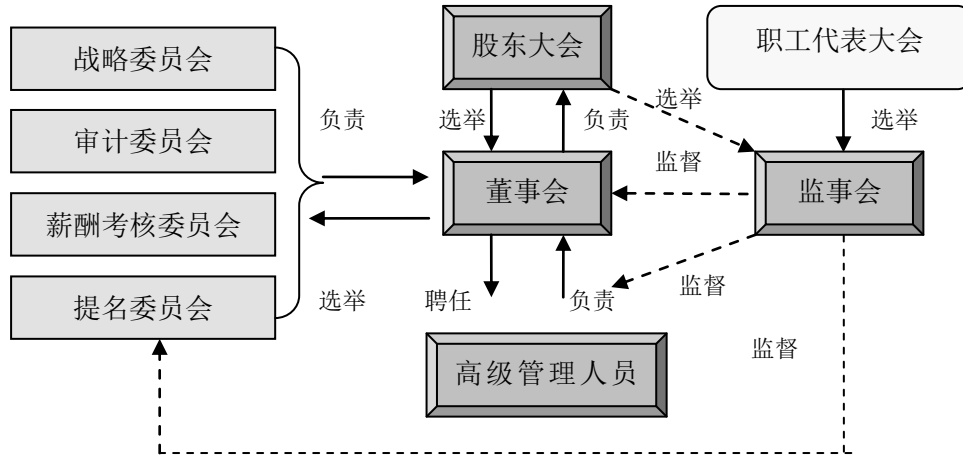 战略委员会
审计委员会
薪酬考核委员会
提名委员会
负责
选举
股东大会
选举
负责
董事会
聘任
负责
高级管理人员
职工代表大会
选举
选举
监督
监事会
监督
监督